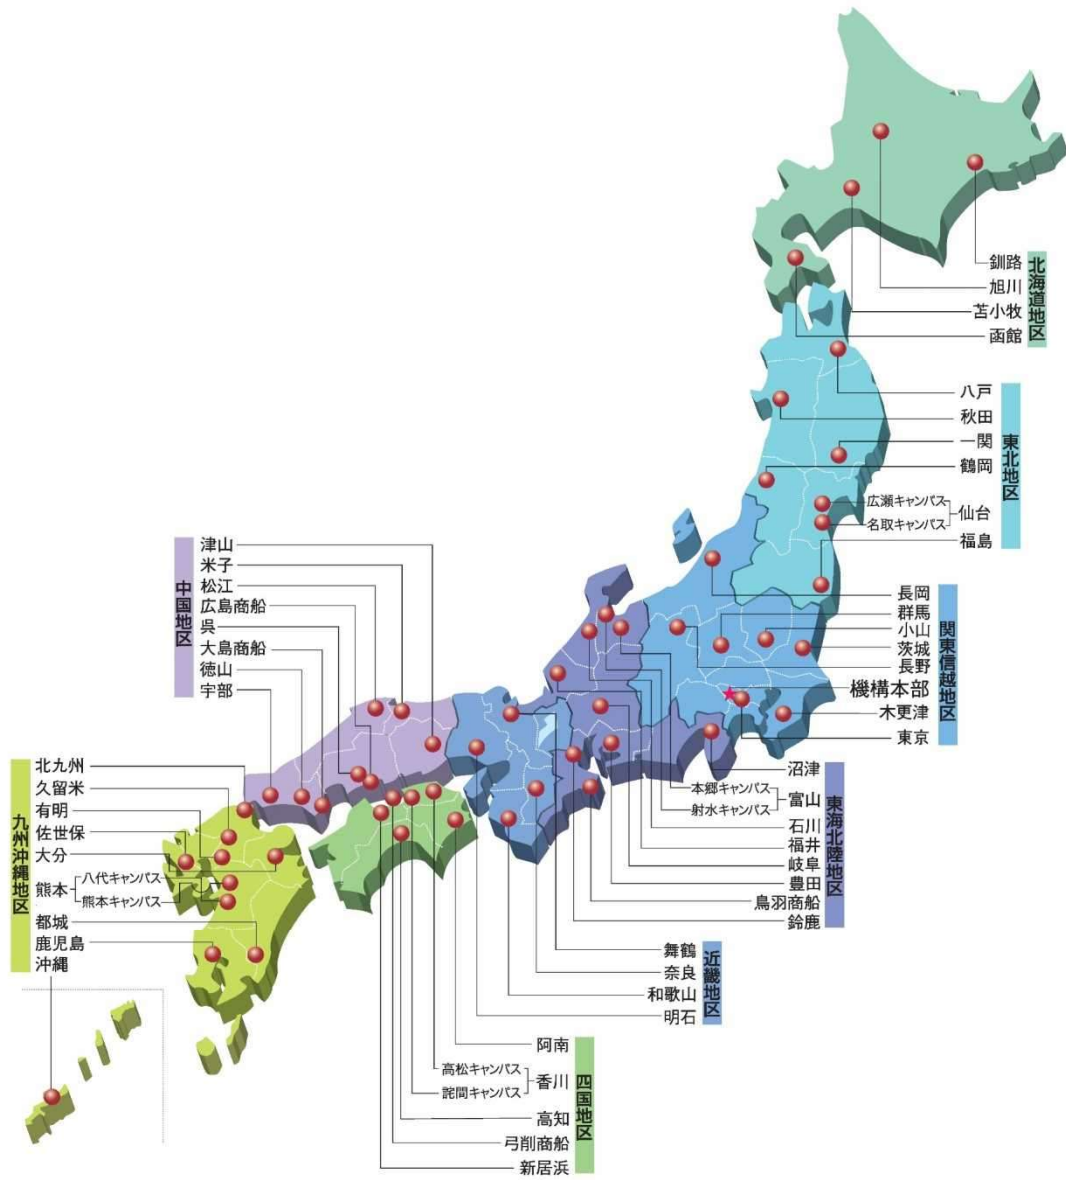 釧路
旭川
苫小牧
函館
北海道地区
八戸
秋田
一関
鶴岡
広瀬キャンパス
名取キャンパス
仙台
福島
東北地区
長岡
群馬
小山
茨城
長野
機構本部
木更津
東京
関東信越地区
沼津
本郷キャンパス
射水キャンパス
富山
石川
福井
岐阜
豊田
鳥羽商船
鈴鹿
東海北陸地区
舞鶴
奈良
和歌山
明石
近畿地区
津山
米子
松江
広島商船
呉
大島商船
徳山
宇部
中国地区
阿南
高松キャンパス
詫間キャンパス
香川
高知
弓削商船
新居浜
四国地区
北九州
久留米
有明
佐世保
大分
熊本
八代キャンパス
熊本キャンパス
都城
鹿児島
沖縄
九州沖縄地区